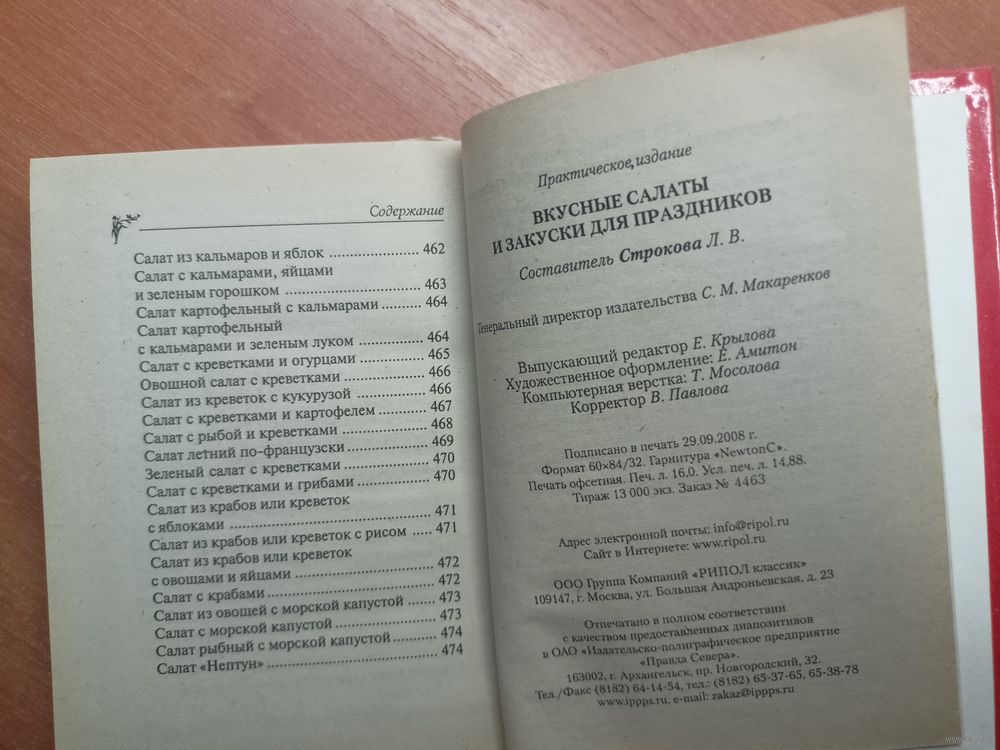 Содержание
Салат из кальмаров и яблок ..................... 462
Салат с кальмарами, яйцами
и зеленым горошком ................................ 463
Салат картофельный с кальмарами ........... 464
Салат картофельный
с кальмарами и зеленым луком ................ 464
Салат с креветками и огурцами ................. 465
Овощной салат с креветками .................... 466
Салат из креветок с кукурузой .................. 466
Салат с креветками и картофелем ............. 467
Салат с рыбой и креветками ...................... 468
Салат летний по-французски ..................... 469
Зеленый салат с креветками ...................... 470
Салат с креветками и грибами ................... 470
Салат из крабов или креветок
с яблоками .............................................. 471
Салат из крабов или креветок с рисом ..... 471
Салат из крабов или креветок
с овощами и яйцами ................................ 472
Салат с крабами ........................................ 472
Салат из овощей с морской капустой ....... 473
Салат с морской капустой ......................... 473
Салат рыбный с морской капустой ........... 474
Салат «Нептун» ......................................... 474
Практическое издание
ВКУСНЫЕ САЛАТЫ
И ЗАКУСКИ ДЛЯ ПРАЗДНИКОВ
Составитель Строкова Л. В.
Генеральный директор издательства С. М. Макаренков
Выпускающий редактор Е. Крылова
Художественное оформление: Е. Амитон
Компьютерная верстка: Т. Мосолова
Корректор В. Павлова
Подписано в печать 29.09.2008 г.
Формат 60×84/32. Гарнитура «NewtonC».
Печать офсетная. Печ. л. 16,0. Усл. печ. л. 14,88.
Тираж 13 000 экз. Заказ № 4463
Адрес электронной почты: info@ripol.ru
Сайт в Интернете: www.ripol.ru
ООО Группа Компаний «РИПОЛ классик»
109147, г. Москва, ул. Большая Андроньевская, д. 23
Отпечатано в полном соответствии
с качеством предоставленных диапозитивов
в ОАО «Издательско-полиграфическое предприятие
«Правда Севера».
163002, г. Архангельск, пр. Новгородский, 32.
Тел./Факс (8182) 64-14-54, тел.: (8182) 65-37-65, 65-38-78
www.ippps.ru, e-mail: zakaz@ippps.ru